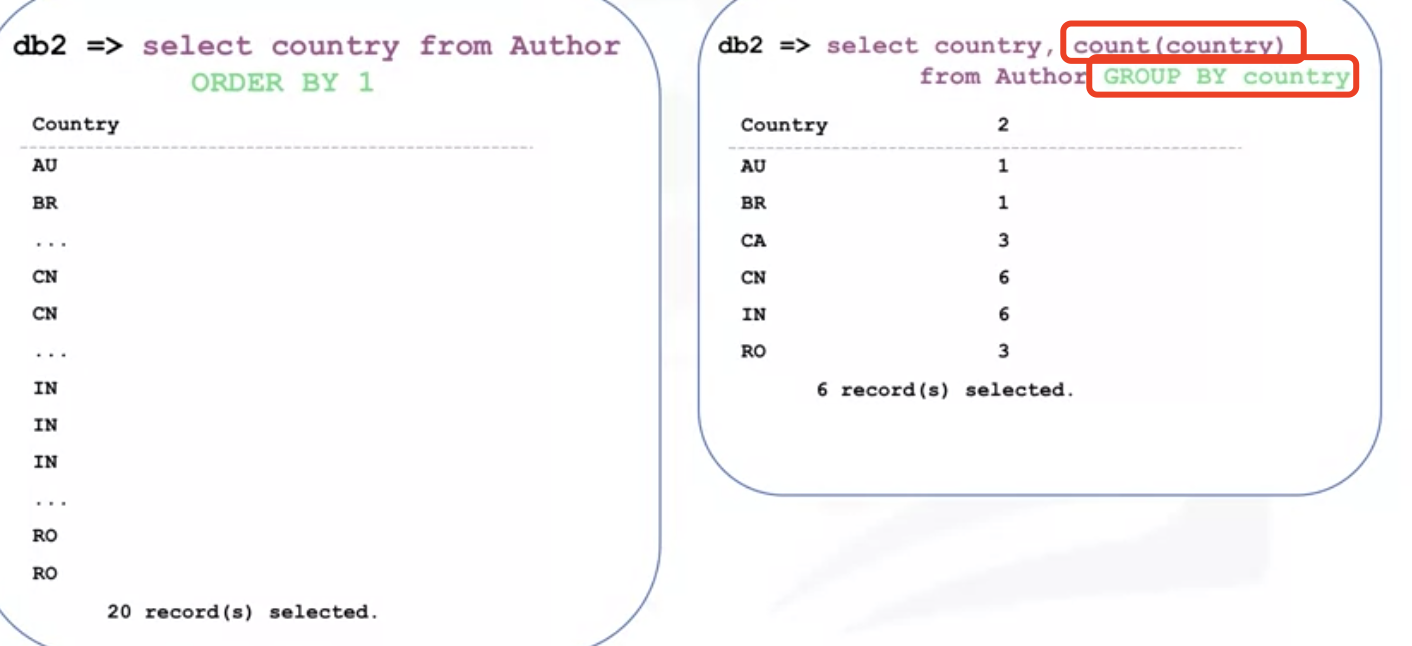 db2 => select country from Author
ORDER BY 1
Country
AU
BR
...
CN
CN
...
IN
IN
IN
...
RO
RO
20 record(s) selected.
db2 => select country, count(country)
from Author GROUP BY country
Country 2
AU 1
BR 1
CA 3
CN 6
IN 6
RO 3
6 record(s) selected.